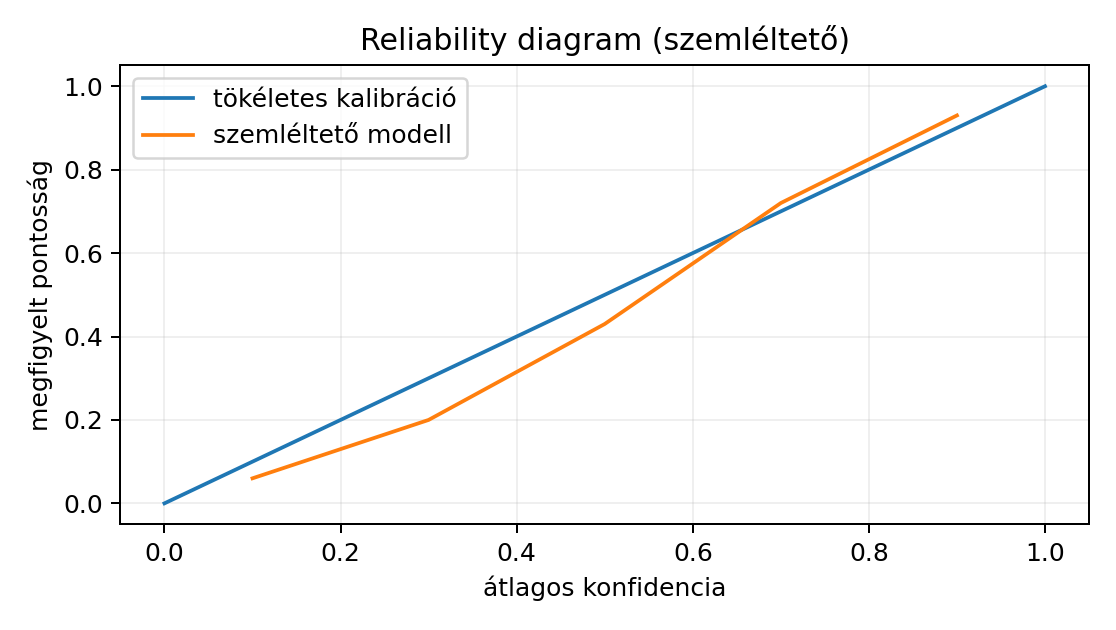 Reliability diagram (szemléltető)
tökéletes kalibráció
szemléltető modell
megfigyelt pontosság
1.0
0.8
0.6
0.4
0.2
0.0
0.0 0.2 0.4 0.6 0.8 1.0
átlagos konfidencia